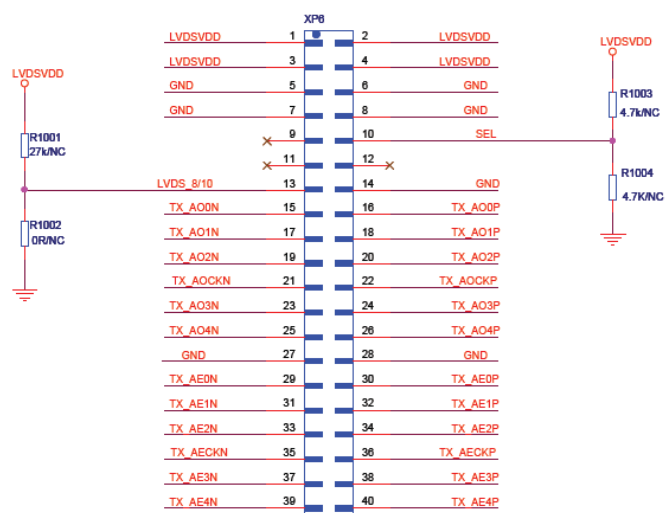 XP6
LVDSVDD 1 2 LVDSVDD
LVDSVDD 3 4 LVDSVDD
GND 5 6 GND
GND 7 8 GND
9 10 SEL
11 12
LVDS_8/10 13 14 GND
TX_AO0N 15 16 TX_AO0P
TX_AO1N 17 18 TX_AO1P
TX_AO2N 19 20 TX_AO2P
TX_AOCKN 21 22 TX_AOCKP
TX_AO3N 23 24 TX_AO3P
TX_AO4N 25 26 TX_AO4P
GND 27 28 GND
TX_AE0N 29 30 TX_AE0P
TX_AE1N 31 32 TX_AE1P
TX_AE2N 33 34 TX_AE2P
TX_AECKN 35 36 TX_AECKP
TX_AE3N 37 38 TX_AE3P
TX_AE4N 39 40 TX_AE4P
LVDSVDD
R1001
27k/NC
R1002
0R/NC
LVDSVDD
R1003
4.7k/NC
R1004
4.7K/NC